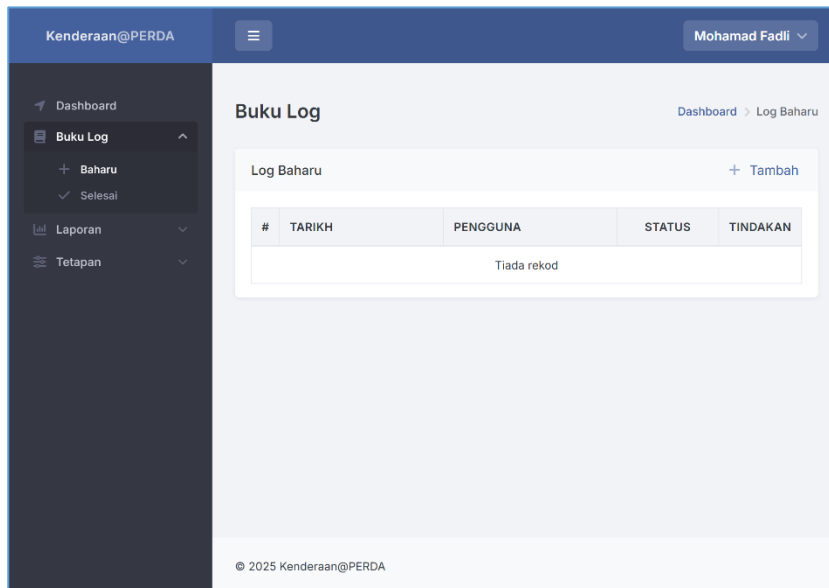 Kenderaan@PERDA
Mohamad Fadli
Dashboard
Buku Log
Baharu
Selesai
Laporan
Tetapan
Buku Log
Dashboard > Log Baharu
Log Baharu
+ Tambah
# TARIKH PENGGUNA STATUS TINDAKAN
Tiada rekod
© 2025 Kenderaan@PERDA